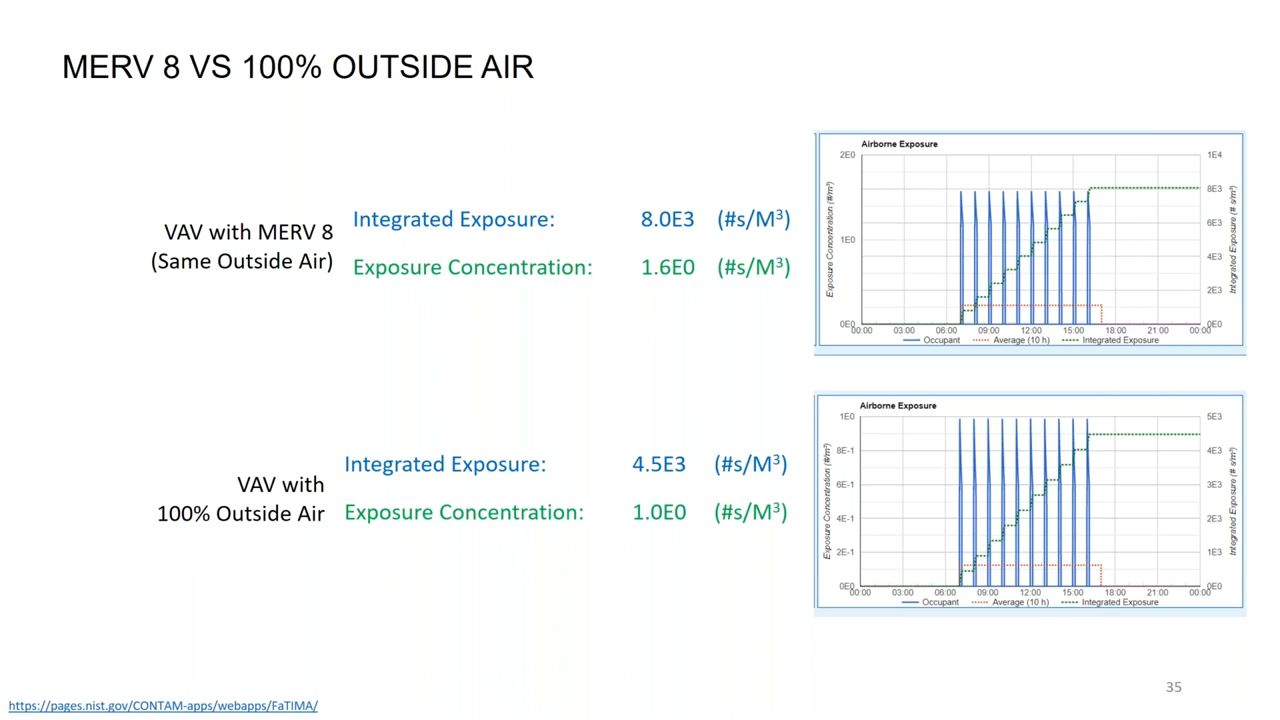 MERV 8 VS 100% OUTSIDE AIR
VAV with MERV 8
(Same Outside Air)
Integrated Exposure: 8.0E3 (#s/M³)
Exposure Concentration: 1.6E0 (#s/M³)
Airborne Exposure
2E0
1E0
0E0
Exposure Concentration (#/m³)
1E4
8E3
6E3
4E3
2E3
0E0
Integrated Exposure (# s/m³)
00:00 03:00 06:00 09:00 12:00 15:00 18:00 21:00 00:00
Occupant Average (10 h) Integrated Exposure
VAV with
100% Outside Air
Integrated Exposure: 4.5E3 (#s/M³)
Exposure Concentration: 1.0E0 (#s/M³)
Airborne Exposure
1E0
8E-1
6E-1
4E-1
2E-1
0E0
Exposure Concentration (#/m³)
5E3
4E3
3E3
2E3
1E3
0E0
Integrated Exposure (# s/m³)
00:00 03:00 06:00 09:00 12:00 15:00 18:00 21:00 00:00
Occupant Average (10 h) Integrated Exposure
35
https://pages.nist.gov/CONTAM-apps/webapps/FaTIMA/